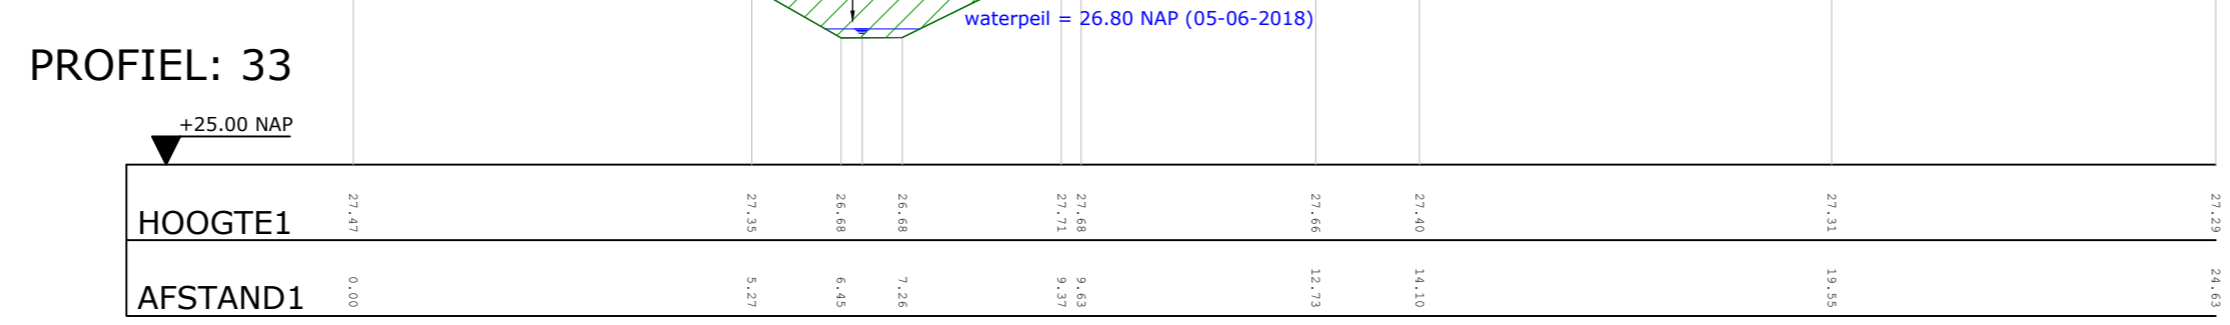 waterpeil = 26.80 NAP (05-06-2018)
PROFIEL: 33
+25.00 NAP
HOOGTE1 27.47 27.35 26.68 26.68 27.71 27.68 27.66 27.40 27.31 27.29
AFSTAND1 0.00 5.27 6.45 7.26 9.37 9.63 12.73 14.10 19.55 24.63